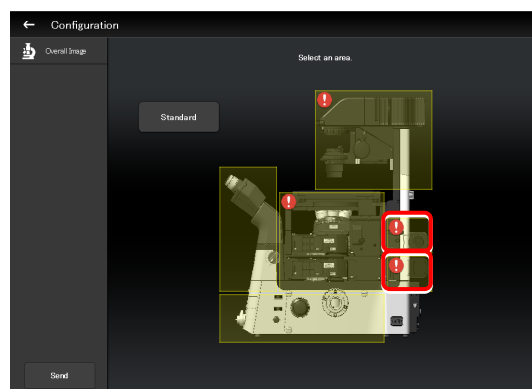 Configuration
Overall Image
Select an area.
Standard
Send